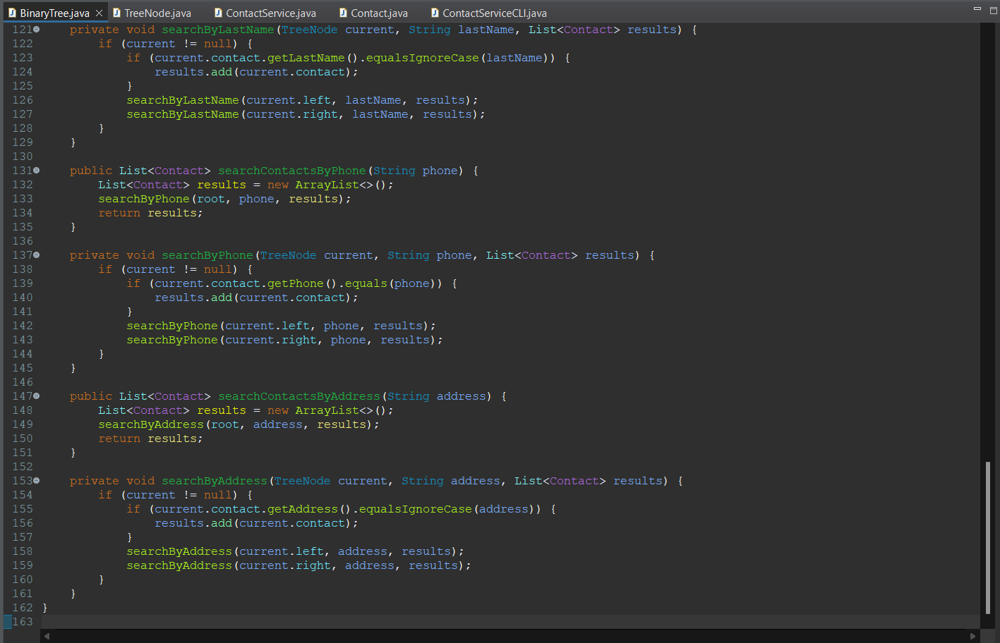 BinaryTree.java TreeNode.java ContactService.java Contact.java ContactServiceCLI.java
121    private void searchByLastName(TreeNode current, String lastName, List<Contact> results) {
122        if (current != null) {
123            if (current.contact.getLastName().equalsIgnoreCase(lastName)) {
124                results.add(current.contact);
125            }
126            searchByLastName(current.left, lastName, results);
127            searchByLastName(current.right, lastName, results);
128        }
129    }
130
131    public List<Contact> searchContactsByPhone(String phone) {
132        List<Contact> results = new ArrayList<>();
133        searchByPhone(root, phone, results);
134        return results;
135    }
136
137    private void searchByPhone(TreeNode current, String phone, List<Contact> results) {
138        if (current != null) {
139            if (current.contact.getPhone().equals(phone)) {
140                results.add(current.contact);
141            }
142            searchByPhone(current.left, phone, results);
143            searchByPhone(current.right, phone, results);
144        }
145    }
146
147    public List<Contact> searchContactsByAddress(String address) {
148        List<Contact> results = new ArrayList<>();
149        searchByAddress(root, address, results);
150        return results;
151    }
152
153    private void searchByAddress(TreeNode current, String address, List<Contact> results) {
154        if (current != null) {
155            if (current.contact.getAddress().equalsIgnoreCase(address)) {
156                results.add(current.contact);
157            }
158            searchByAddress(current.left, address, results);
159            searchByAddress(current.right, address, results);
160        }
161    }
162 }
163